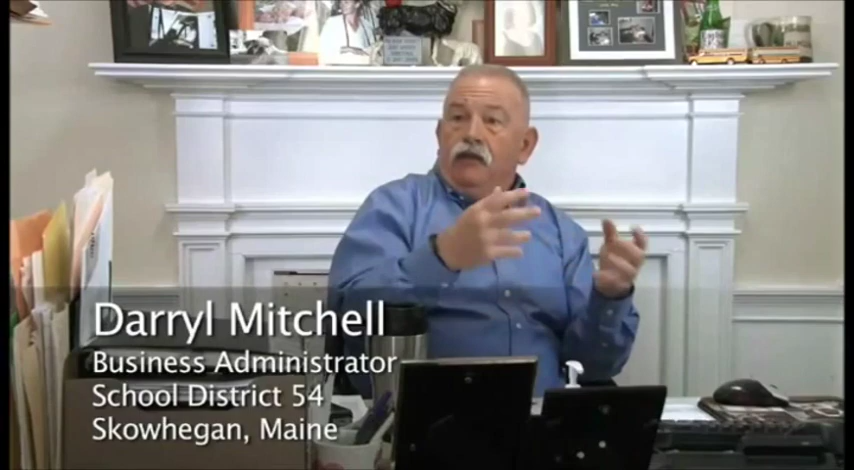 Darryl Mitchell
Business Administrator
School District 54
Skowhegan, Maine